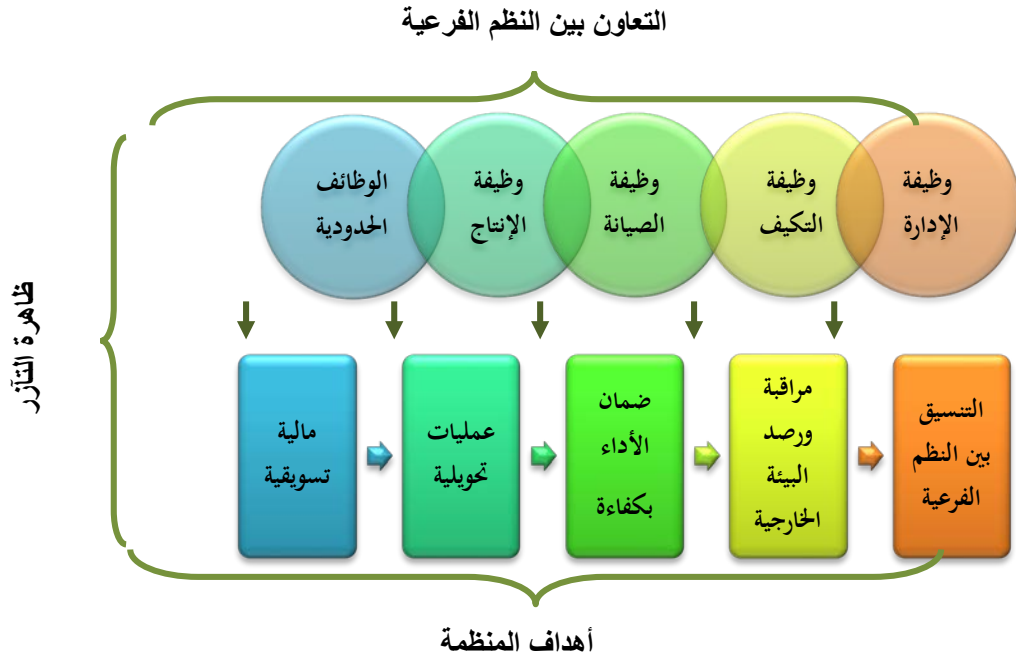 التعاون بين النظم الفرعية
وظيفة
الإدارة
وظيفة
التكيف
وظيفة
الصيانة
وظيفة
الإنتاج
الوظائف
الحدودية
ظاهرة التآزر
التنسيق
بين النظم
الفرعية
مراقبة
ورصد
البيئة
الخارجية
ضمان
الأداء
بكفاءة
عمليات
تحويلية
مالية
تسويقية
أهداف المنظمة